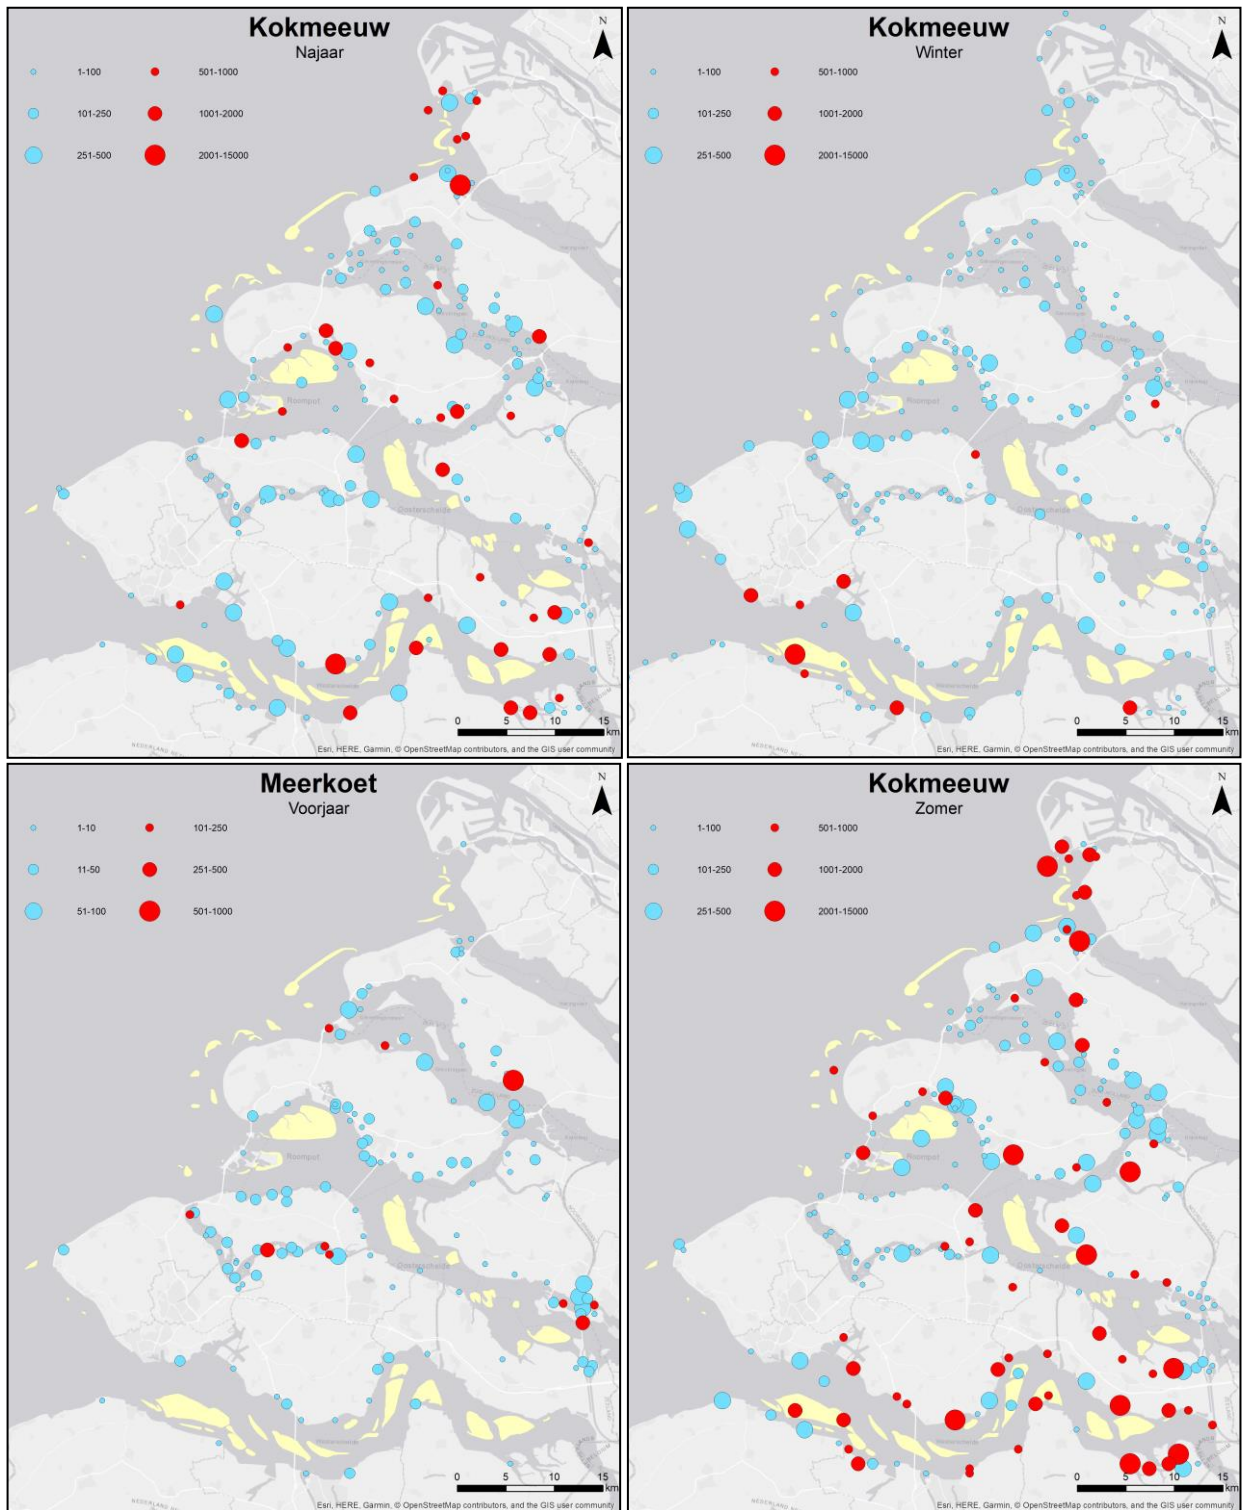 Kokmeeuw
Najaar
N
1-100
501-1000
101-250
1001-2000
251-500
2001-15000
Roompot
Oosterschelde
Westerschelde
0 5 10 15
km
Esri, HERE, Garmin, © OpenStreetMap contributors, and the GIS user community
Kokmeeuw
Winter
N
1-100
501-1000
101-250
1001-2000
251-500
2001-15000
Roompot
Oosterschelde
Westerschelde
0 5 10 15
km
Esri, HERE, Garmin, © OpenStreetMap contributors, and the GIS user community
Meerkoet
Voorjaar
N
1-10
101-250
11-50
251-500
51-100
501-1000
Roompot
Oosterschelde
Westerschelde
0 5 10 15
km
Esri, HERE, Garmin, © OpenStreetMap contributors, and the GIS user community
Kokmeeuw
Zomer
N
1-100
501-1000
101-250
1001-2000
251-500
2001-15000
Roompot
Oosterschelde
Westerschelde
0 5 10 15
km
Esri, HERE, Garmin, © OpenStreetMap contributors, and the GIS user community